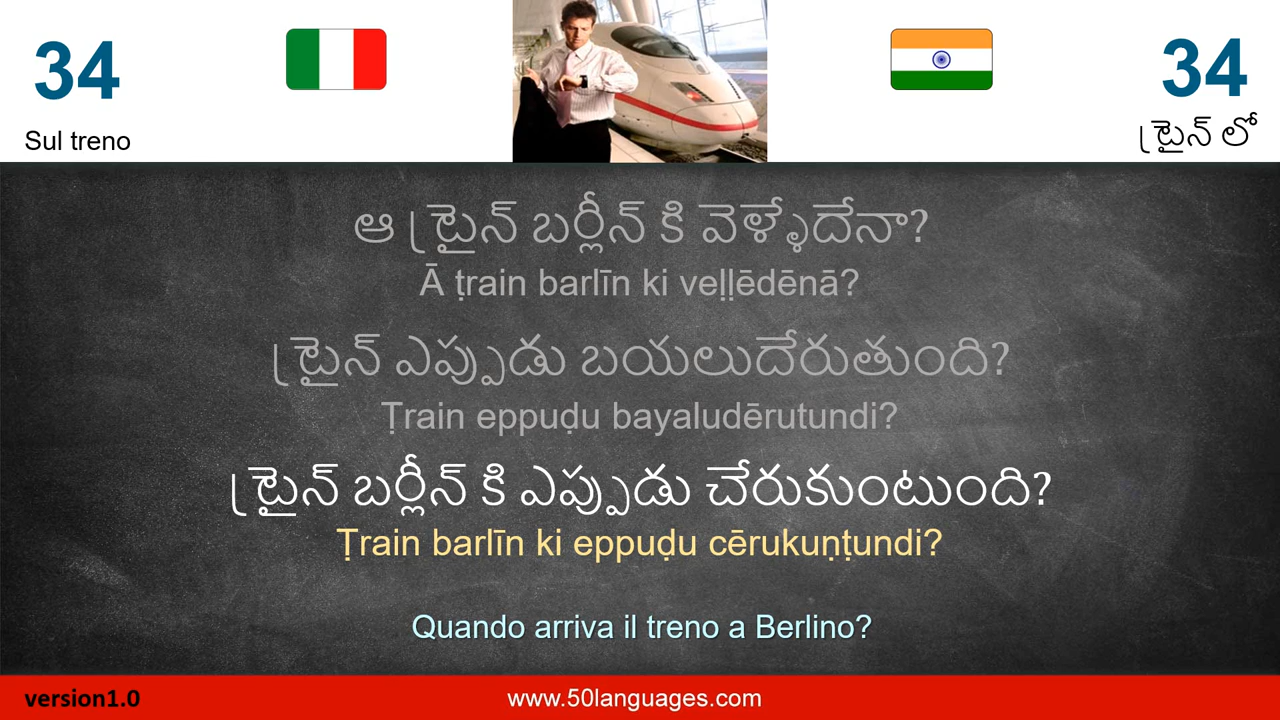 34
34
Sul treno
ట్రైన్ లో
ఆ ట్రైన్ బర్లీన్ కి వెళ్ళేదేనా?
Ā ṭrain barlīn ki veḷḷēdēnā?
ట్రైన్ ఎప్పుడు బయలుదేరుతుంది?
Ṭrain eppuḍu bayaludērutundi?
ట్రైన్ బర్లీన్ కి ఎప్పుడు చేరుకుంటుంది?
Ṭrain barlīn ki eppuḍu cērukuṇṭundi?
Quando arriva il treno a Berlino?
version1.0
www.50languages.com